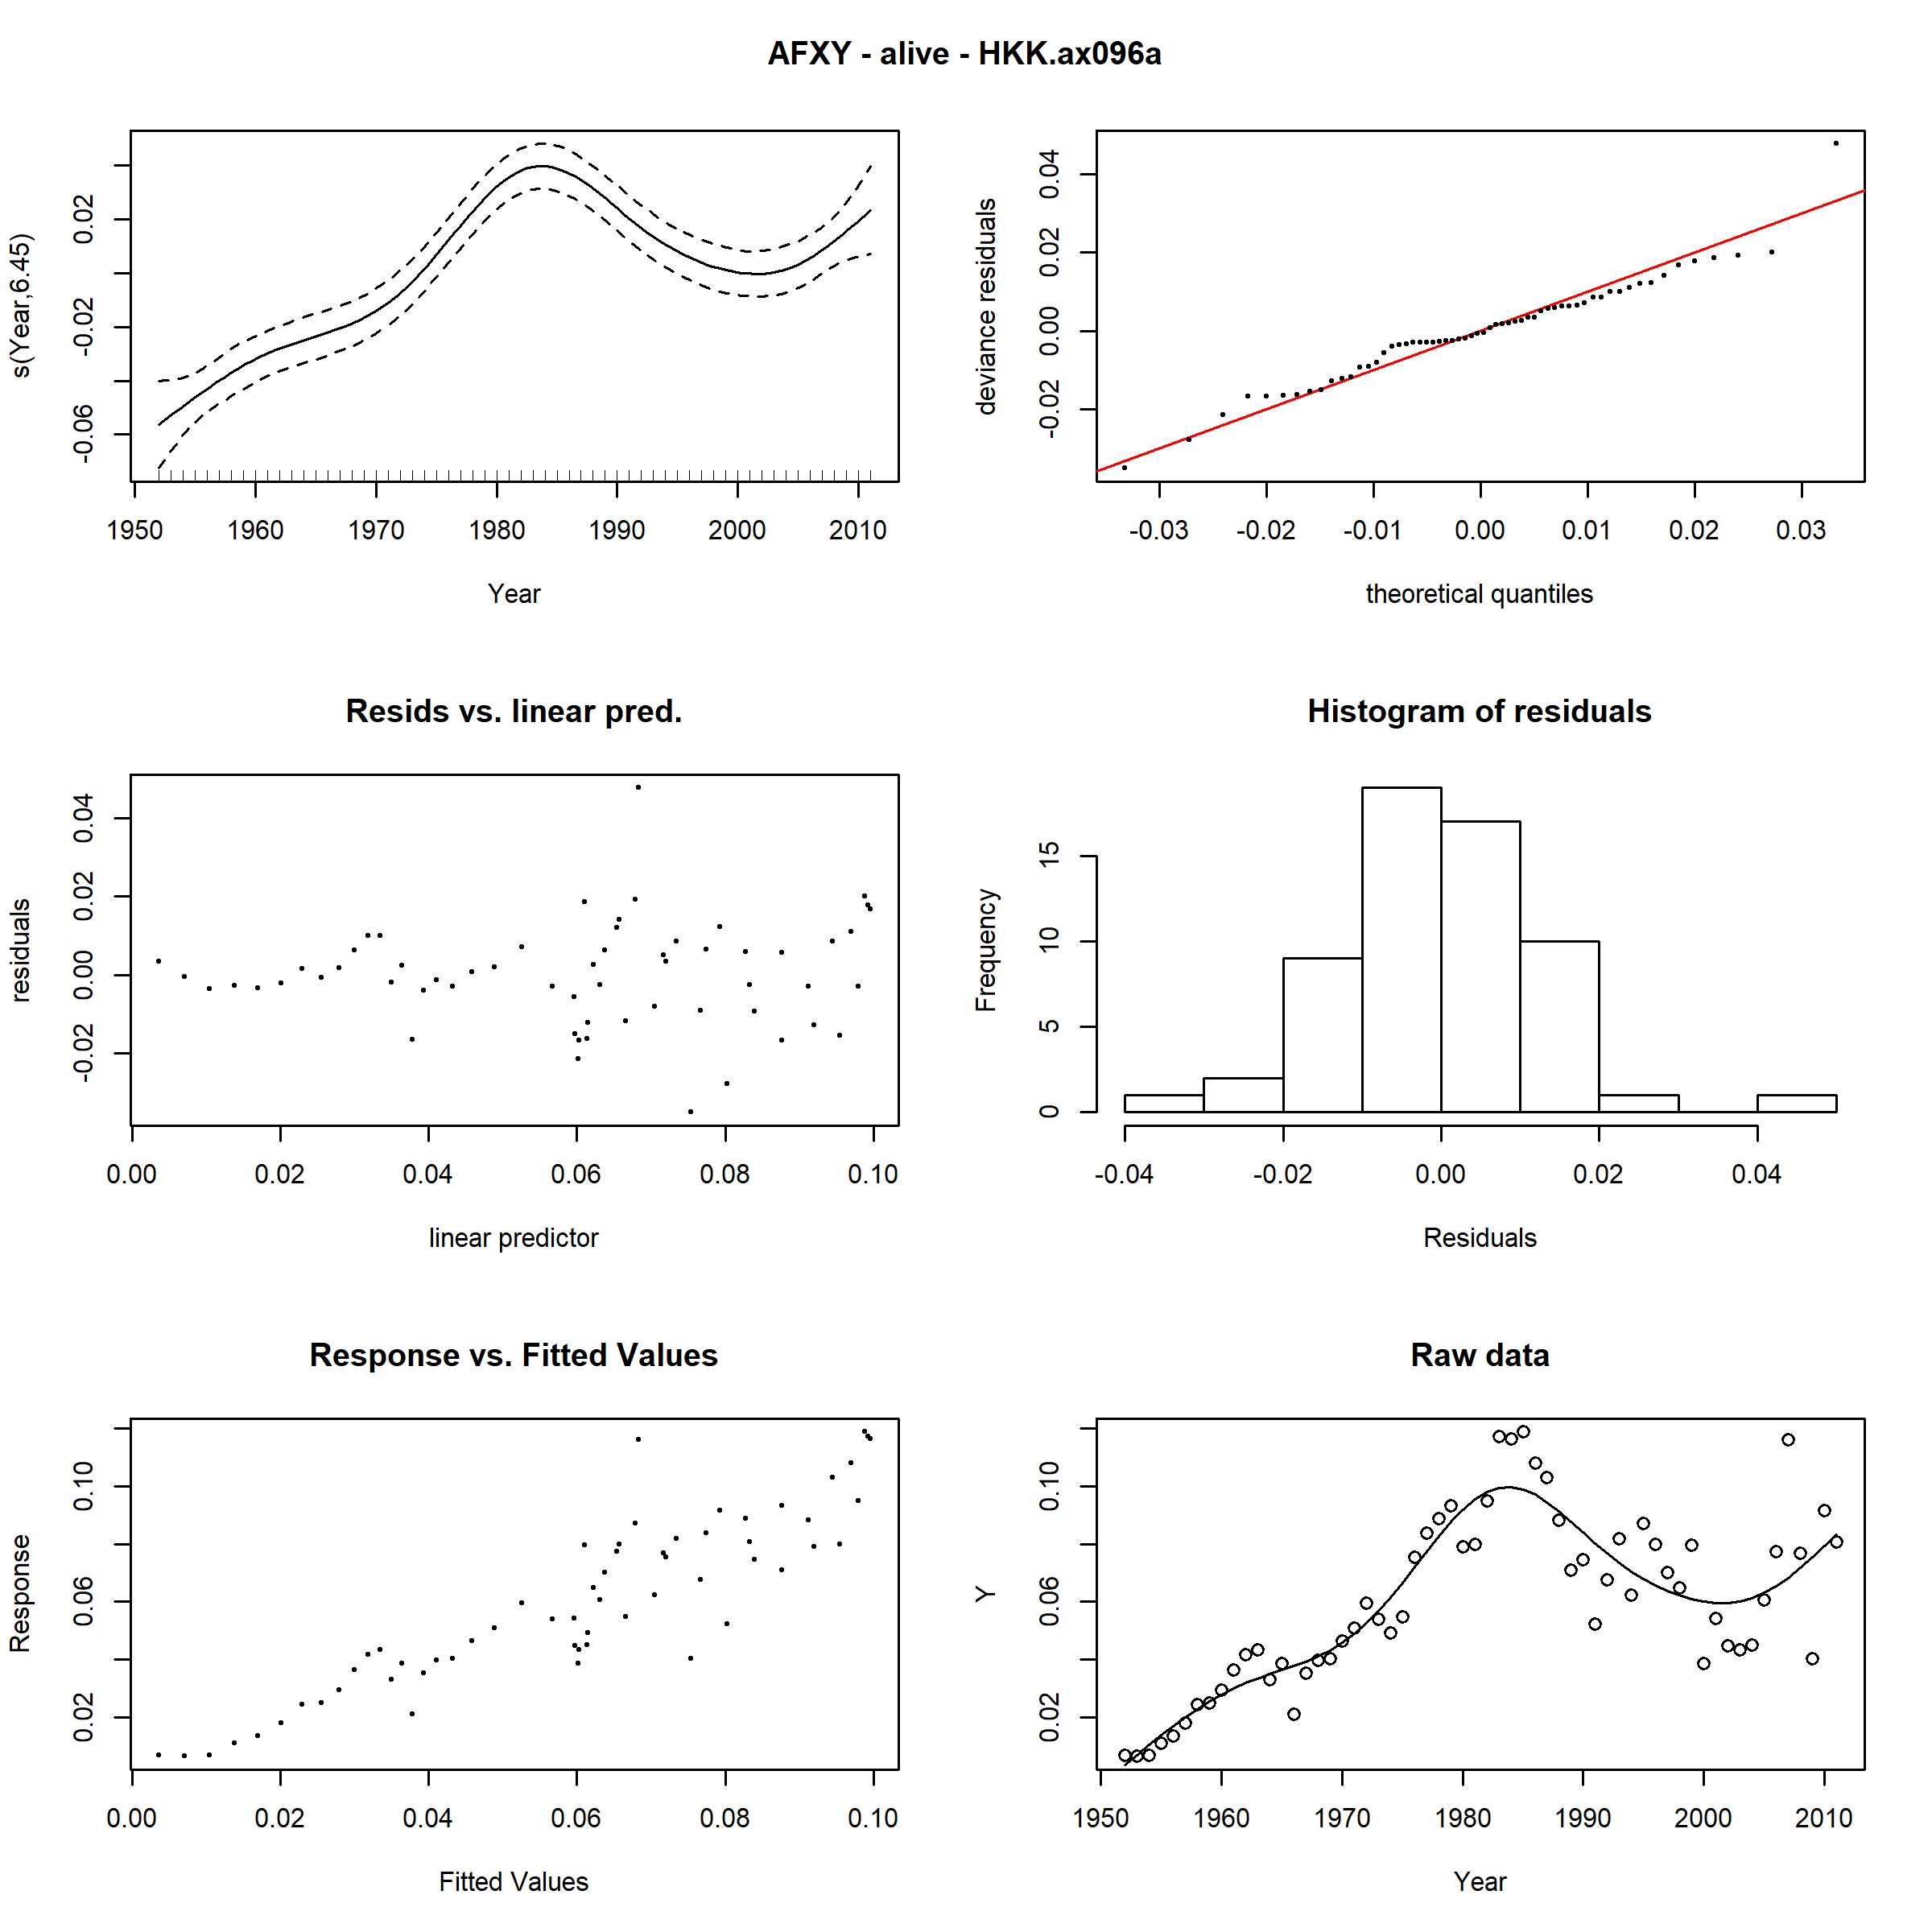 AFXY - alive - HKK.ax096a
s(Year,6.45)
-0.06 -0.02 0.02
1950 1960 1970 1980 1990 2000 2010
Year
deviance residuals
-0.02 0.00 0.02 0.04
-0.03 -0.02 -0.01 0.00 0.01 0.02 0.03
theoretical quantiles
Resids vs. linear pred.
residuals
-0.02 0.00 0.02 0.04
0.00 0.02 0.04 0.06 0.08 0.10
linear predictor
Histogram of residuals
Frequency
0 5 10 15
-0.04 -0.02 0.00 0.02 0.04
Residuals
Response vs. Fitted Values
Response
0.02 0.06 0.10
0.00 0.02 0.04 0.06 0.08 0.10
Fitted Values
Raw data
Y
0.02 0.06 0.10
1950 1960 1970 1980 1990 2000 2010
Year